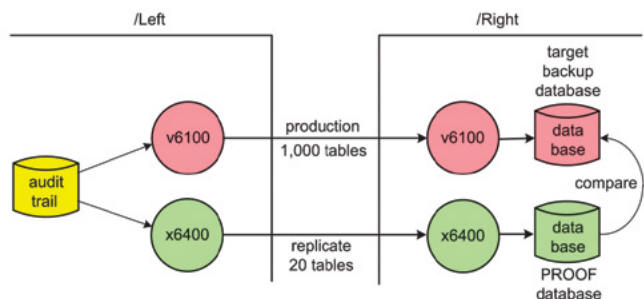 /Left
/Right
target
backup
database
v6100
production
1,000 tables
v6100
data
base
audit
trail
compare
x6400
replicate
20 tables
x6400
data
base
PROOF
database